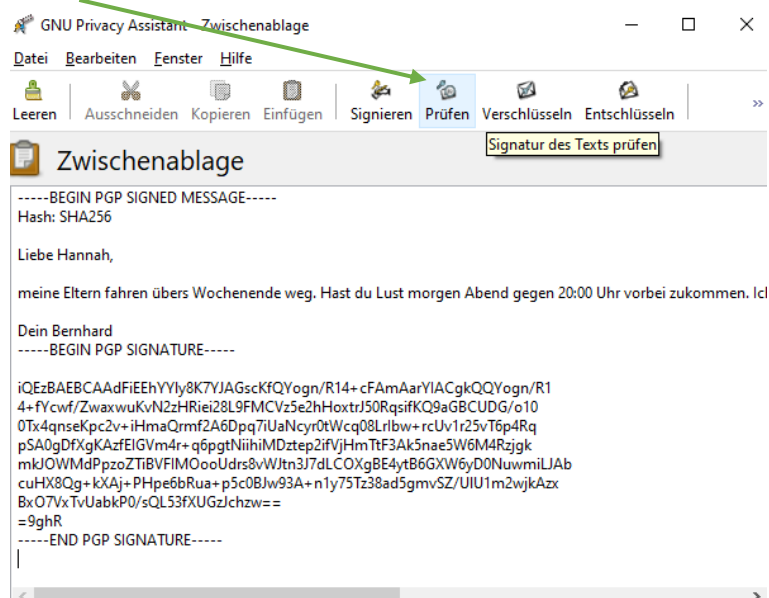 GNU Privacy Assistant - Zwischenablage
Datei Bearbeiten Fenster Hilfe
Leeren Ausschneiden Kopieren Einfügen Signieren Prüfen Verschlüsseln Entschlüsseln
Signatur des Texts prüfen
Zwischenablage
-----BEGIN PGP SIGNED MESSAGE-----
Hash: SHA256
Liebe Hannah,
meine Eltern fahren übers Wochenende weg. Hast du Lust morgen Abend gegen 20:00 Uhr vorbei zukommen.
Dein Bernhard
-----BEGIN PGP SIGNATURE-----
iQEzBAEBCAAdFiEEhYYIy8K7YJAGscKfQYogn/R14+cFAmAarYIACgkQQYogn/R1
4+fYcwf/ZwaxwuKvN2zHRiei28L9FMCVz5e2hHoxtrJ50RqsifKQ9aGBCUDG/o10
0Tx4qnseKpc2v+iHmaQrmf2A6Dpq7iUaNcyr0tWcq08LrIbw+rcUv1r25vT6p4Rq
pSA0gDfXgKAzfEIGVm4r+q6pgtNiihiMDztep2ifVjHmTtF3Ak5nae5W6M4Rzjgk
mkJOWMdPpzoZTiBVFIMOooUdrs8vWJtn3J7dLCOXgBE4ytB6GXW6yD0NuwmiLJAb
cuHX8Qg+kXAj+PHpe6bRua+p5c0BJw93A+n1y75Tz38ad5gmvSZ/UIU1m2wjkAzx
BxO7VxTvUabkP0/sQL53fXUGzJchzw==
=9ghR
-----END PGP SIGNATURE-----